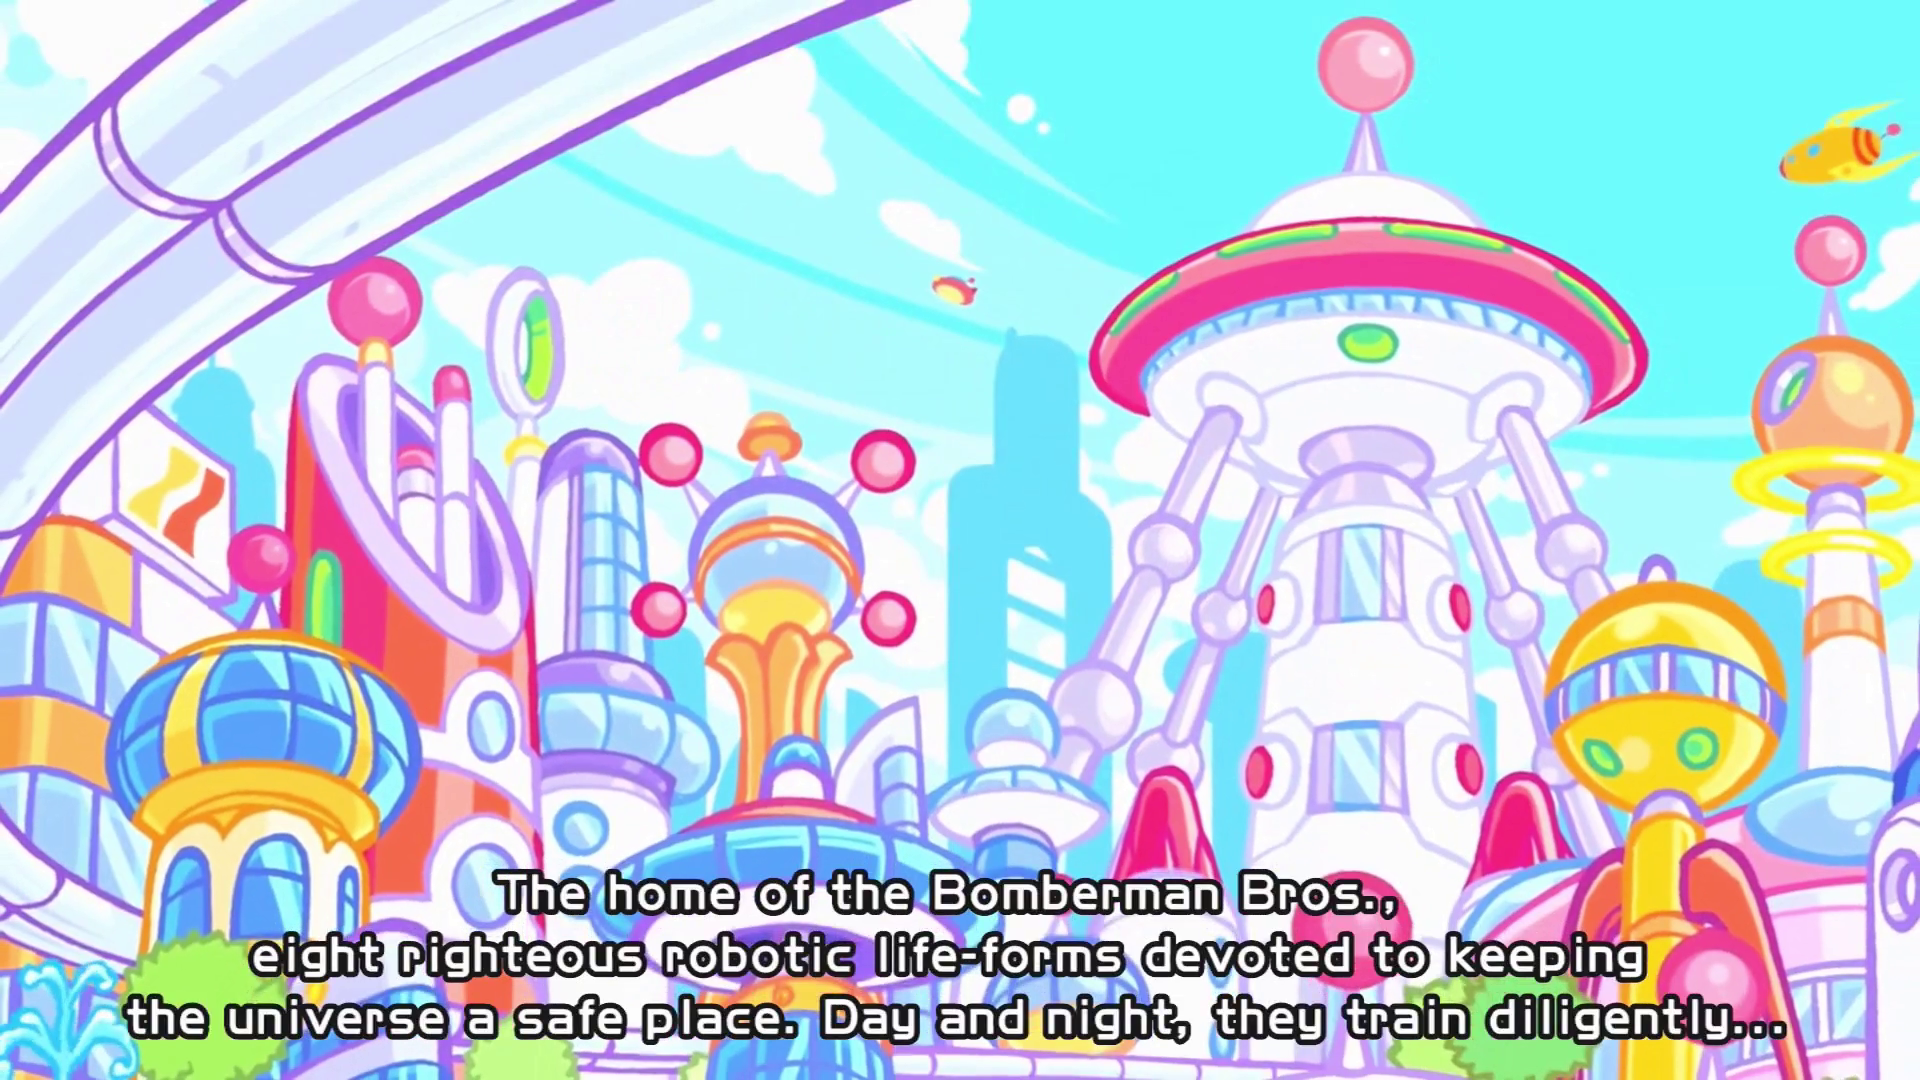 The home of the Bomberman Bros.,
eight righteous robotic life-forms devoted to keeping
the universe a safe place. Day and night, they train diligently...